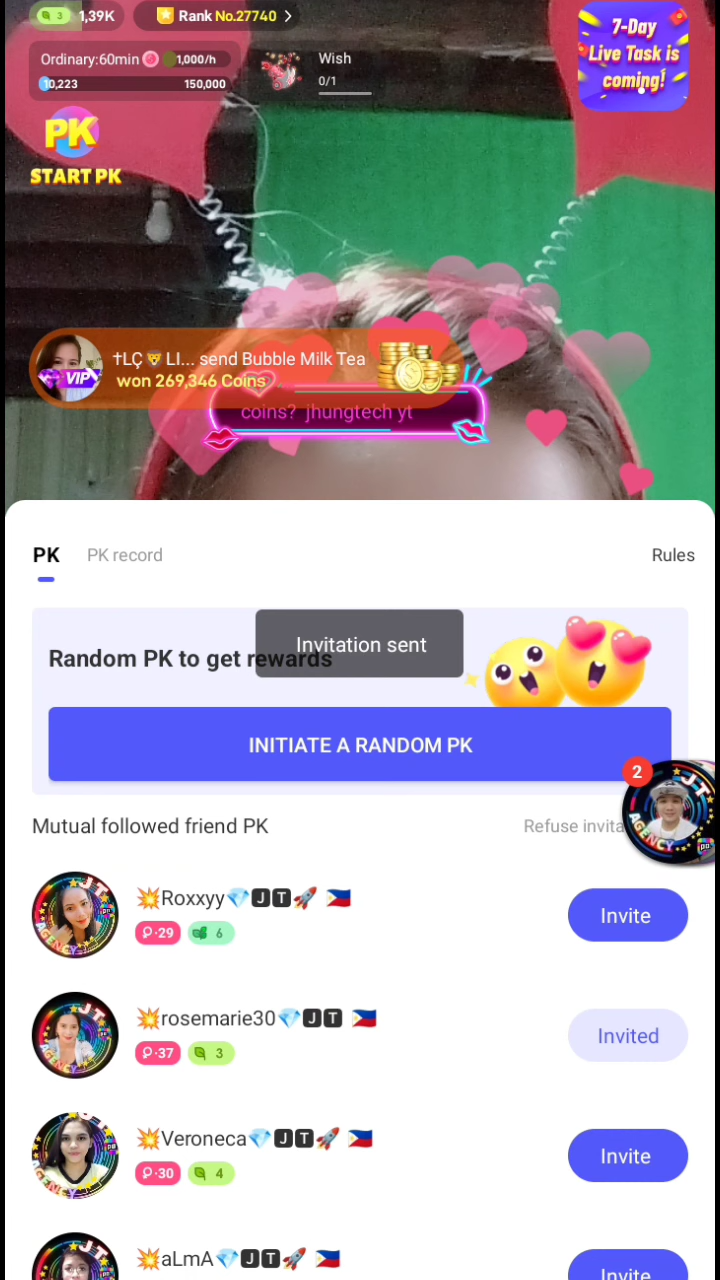 3 1,39K
Rank No.27740
7-Day
Live Task is
coming!
Ordinary:60min 1,000/h
10,223 150,000
Wish
0/1
PK
START PK
†LÇ🦁LI... send Bubble Milk Tea
VIP
won 269,346 Coins
coins? jhungtech yt
PK PK record Rules
Invitation sent
Random PK to get rewards
INITIATE A RANDOM PK
2
JT
AGENCY
Mutual followed friend PK Refuse invita
💥Roxxyy💎🅹🆃🚀 🇵🇭
29 6
Invite
💥rosemarie30💎🅹🆃 🇵🇭
37 3
Invited
💥Veroneca💎🅹🆃🚀 🇵🇭
30 4
Invite
💥aLmA💎🅹🆃🚀 🇵🇭
Invite